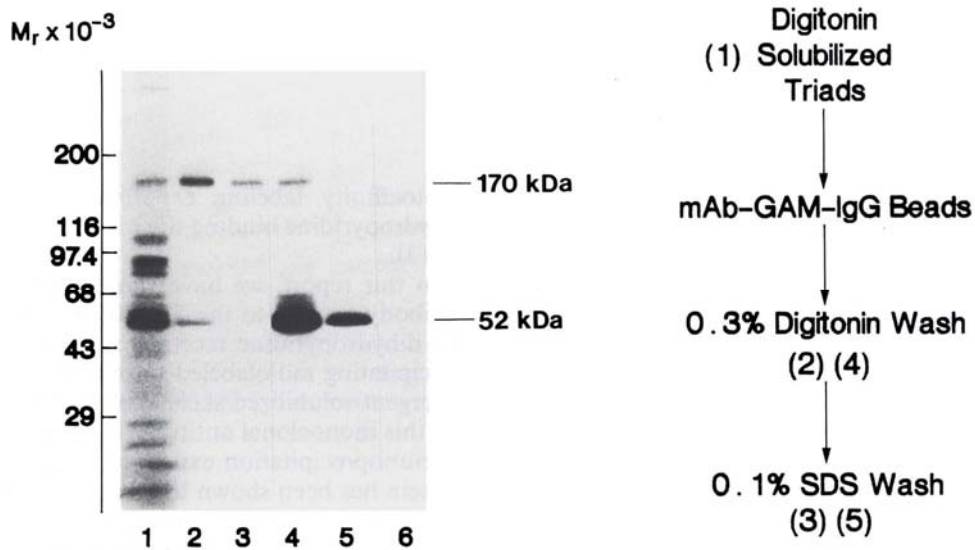 Mr x 10-3
200
116
97.4
68
43
29
170 kDa
52 kDa
1 2 3 4 5 6
Digitonin
(1) Solubilized
Triads
mAb-GAM-IgG Beads
0.3% Digitonin Wash
(2) (4)
0.1% SDS Wash
(3) (5)